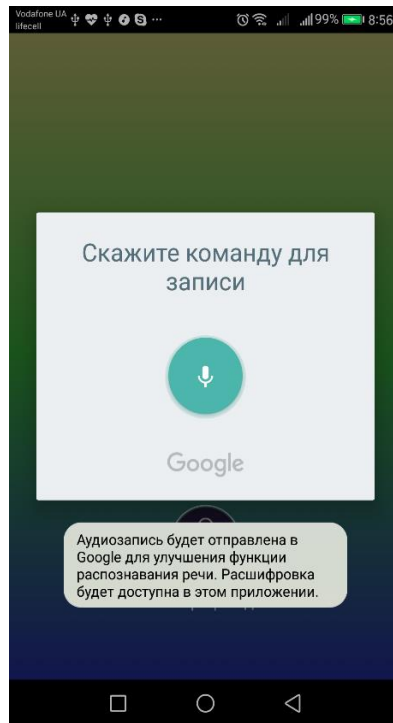 Vodafone UA
lifecell
99%
8:56
Скажите команду для
записи
Google
Аудиозапись будет отправлена в
Google для улучшения функции
распознавания речи. Расшифровка
будет доступна в этом приложении.